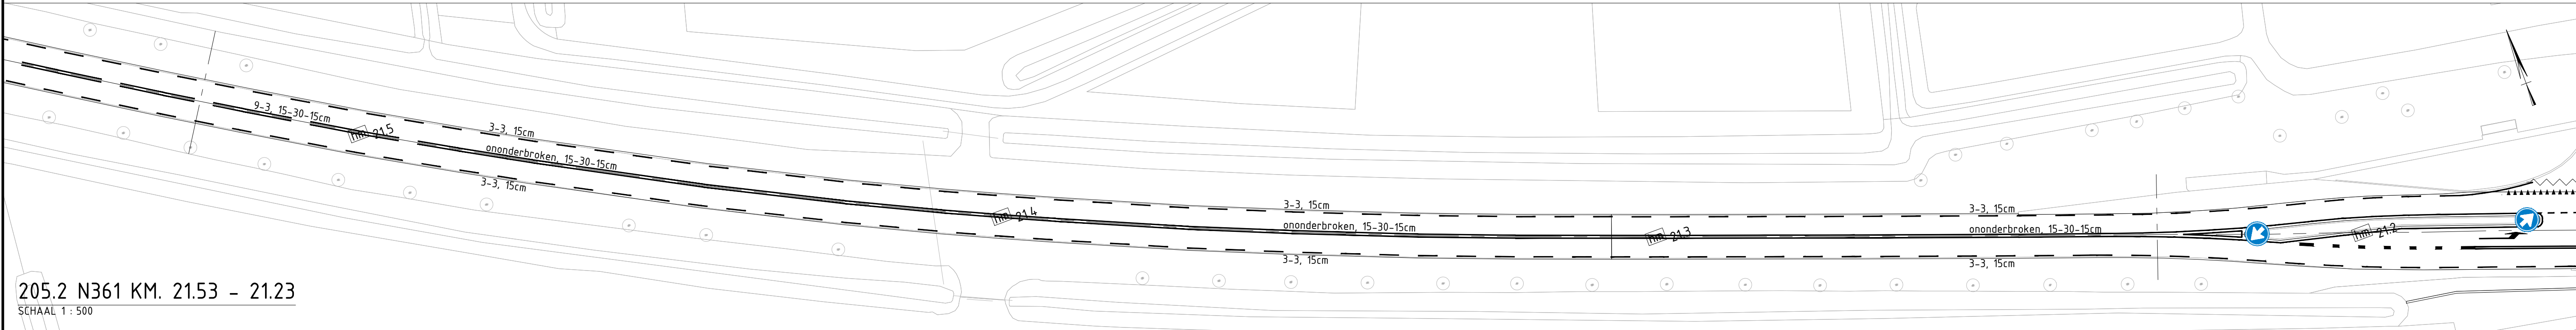 9-3, 15-30-15cm
hm 21.5
3-3, 15cm
ononderbroken, 15-30-15cm
3-3, 15cm
hm 21.4
3-3, 15cm
ononderbroken, 15-30-15cm
3-3, 15cm
hm 21.3
3-3, 15cm
ononderbroken, 15-30-15cm
3-3, 15cm
hm 21.2
205.2 N361 KM. 21.53 - 21.23
SCHAAL 1 : 500